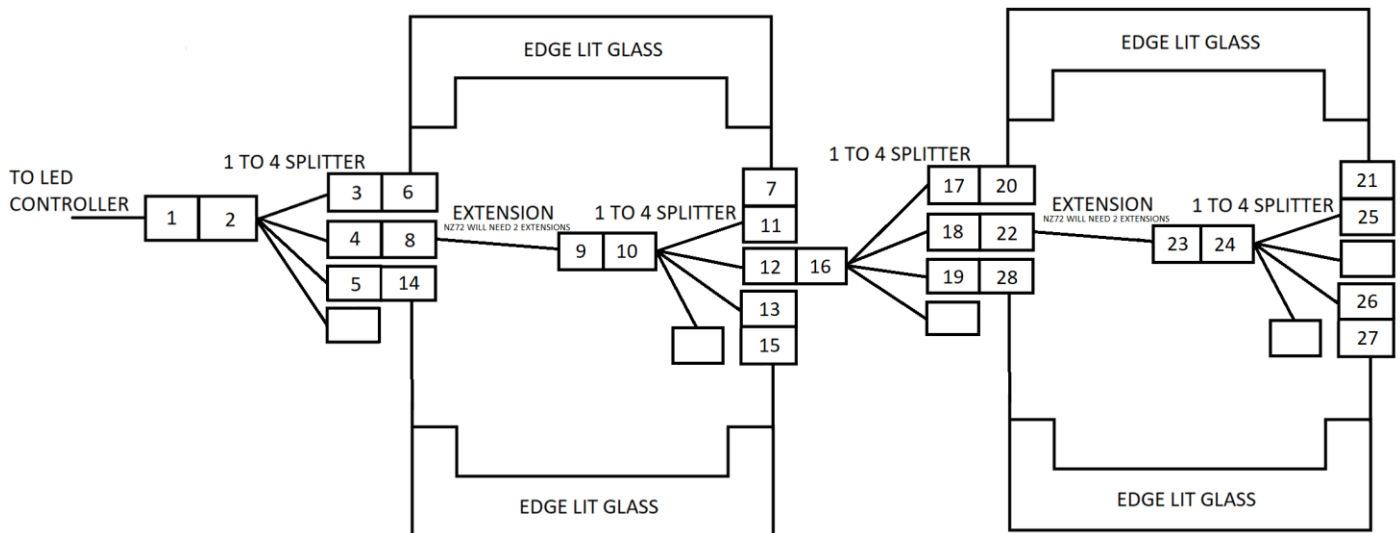 EDGE LIT GLASS
EDGE LIT GLASS
1 TO 4 SPLITTER
1 TO 4 SPLITTER
TO LED
CONTROLLER
1 2
3 6
4 8
5 14
EXTENSION
NZ72 WILL NEED 2 EXTENSIONS
1 TO 4 SPLITTER
9 10
7
11
12 16
13
15
17 20
18 22
19 28
EXTENSION
NZ72 WILL NEED 2 EXTENSIONS
1 TO 4 SPLITTER
23 24
21
25
26
27
EDGE LIT GLASS
EDGE LIT GLASS